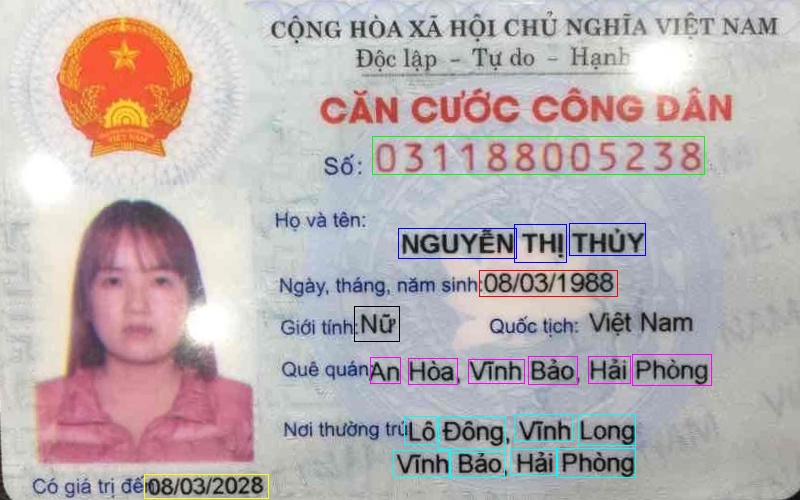 CỘNG HÒA XÃ HỘI CHỦ NGHĨA VIỆT NAM
Độc lập - Tự do - Hạnh
CĂN CƯỚC CÔNG DÂN
Số: 031188005238
Họ và tên:
NGUYỄN THỊ THỦY
Ngày, tháng, năm sinh: 08/03/1988
Giới tính: Nữ Quốc tịch: Việt Nam
Quê quán: An Hòa, Vĩnh Bảo, Hải Phòng
Nơi thường trú: Lô Đông, Vĩnh Long
Vĩnh Bảo, Hải Phòng
Có giá trị đến 08/03/2028